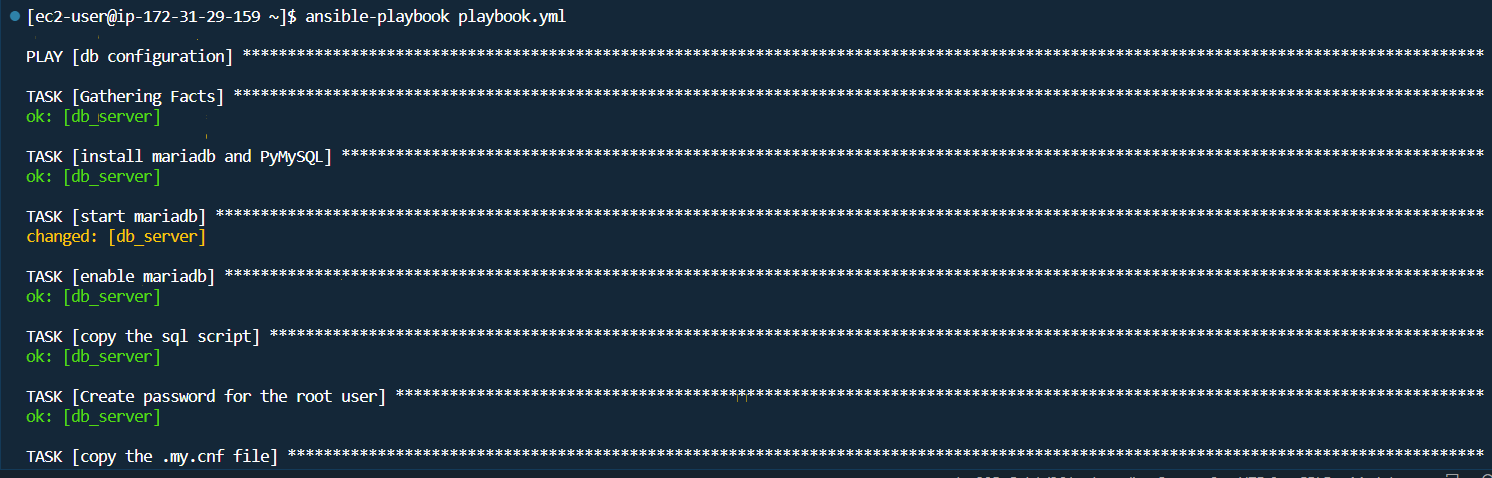 [ec2-user@ip-172-31-29-159 ~]$ ansible-playbook playbook.yml
PLAY [db configuration] ******************************************************************************************************************************************
TASK [Gathering Facts] *******************************************************************************************************************************************
ok: [db_server]
TASK [install mariadb and PyMySQL] *******************************************************************************************************************************
ok: [db_server]
TASK [start mariadb] *********************************************************************************************************************************************
changed: [db_server]
TASK [enable mariadb] ********************************************************************************************************************************************
ok: [db_server]
TASK [copy the sql script] ***************************************************************************************************************************************
ok: [db_server]
TASK [Create password for the root user] *************************************************************************************************************************
ok: [db_server]
TASK [copy the .my.cnf file] *************************************************************************************************************************************